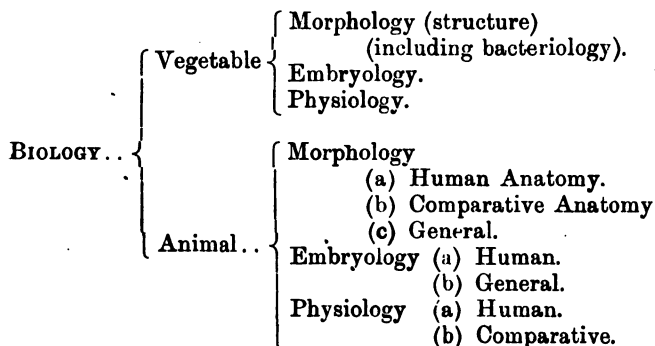 Morphology (structure)
(including bacteriology).
Vegetable
Embryology.
Physiology.
BIOLOGY..
Morphology
(a) Human Anatomy.
(b) Comparative Anatomy
(c) General.
Animal..
Embryology (a) Human.
(b) General.
Physiology (a) Human.
(b) Comparative.